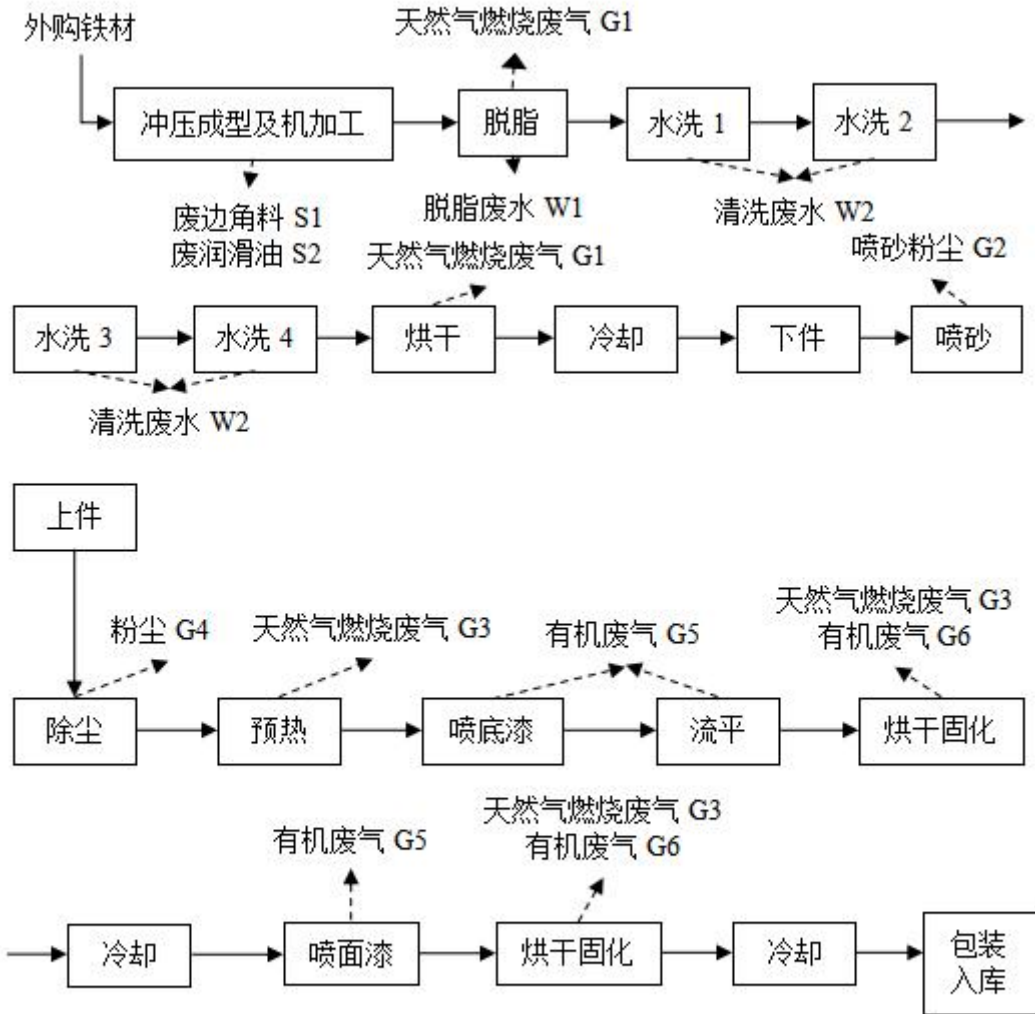 外购铁材
天然气燃烧废气 G1
冲压成型及机加工
脱脂
水洗 1
水洗 2
废边角料 S1
废润滑油 S2
脱脂废水 W1
清洗废水 W2
天然气燃烧废气 G1
喷砂粉尘 G2
水洗 3
水洗 4
烘干
冷却
下件
喷砂
清洗废水 W2
上件
粉尘 G4
天然气燃烧废气 G3
有机废气 G5
天然气燃烧废气 G3
有机废气 G6
除尘
预热
喷底漆
流平
烘干固化
有机废气 G5
天然气燃烧废气 G3
有机废气 G6
冷却
喷面漆
烘干固化
冷却
包装
入库